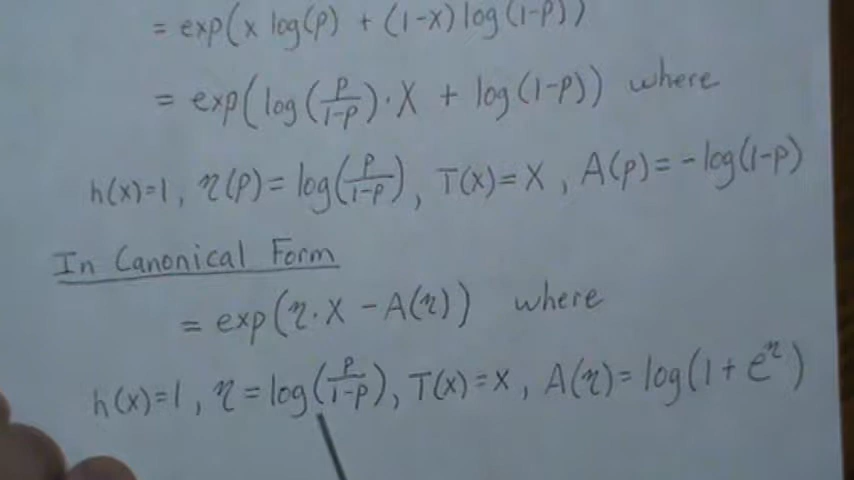 = exp(x log(p) + (1-x) log(1-p))
= exp(log(p/1-p)·X + log(1-p)) where
h(x)=1, η(p) = log(p/1-p), T(x) = X, A(p) = -log(1-p)
In Canonical Form
= exp(η·X - A(η)) where
h(x)=1, η = log(p/1-p), T(x) = x, A(η) = log(1+e^η)